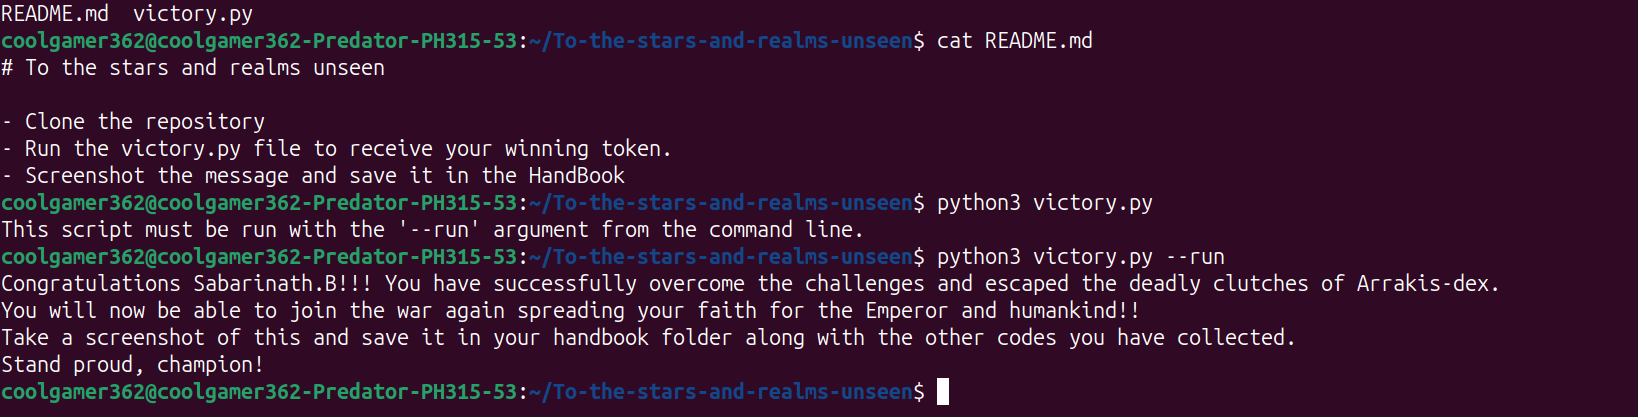 README.md  victory.py
coolgamer362@coolgamer362-Predator-PH315-53:~/To-the-stars-and-realms-unseen$ cat README.md
# To the stars and realms unseen

- Clone the repository
- Run the victory.py file to receive your winning token.
- Screenshot the message and save it in the HandBook
coolgamer362@coolgamer362-Predator-PH315-53:~/To-the-stars-and-realms-unseen$ python3 victory.py
This script must be run with the '--run' argument from the command line.
coolgamer362@coolgamer362-Predator-PH315-53:~/To-the-stars-and-realms-unseen$ python3 victory.py --run
Congratulations Sabarinath.B!!! You have successfully overcome the challenges and escaped the deadly clutches of Arrakis-dex.
You will now be able to join the war again spreading your faith for the Emperor and humankind!!
Take a screenshot of this and save it in your handbook folder along with the other codes you have collected.
Stand proud, champion!
coolgamer362@coolgamer362-Predator-PH315-53:~/To-the-stars-and-realms-unseen$